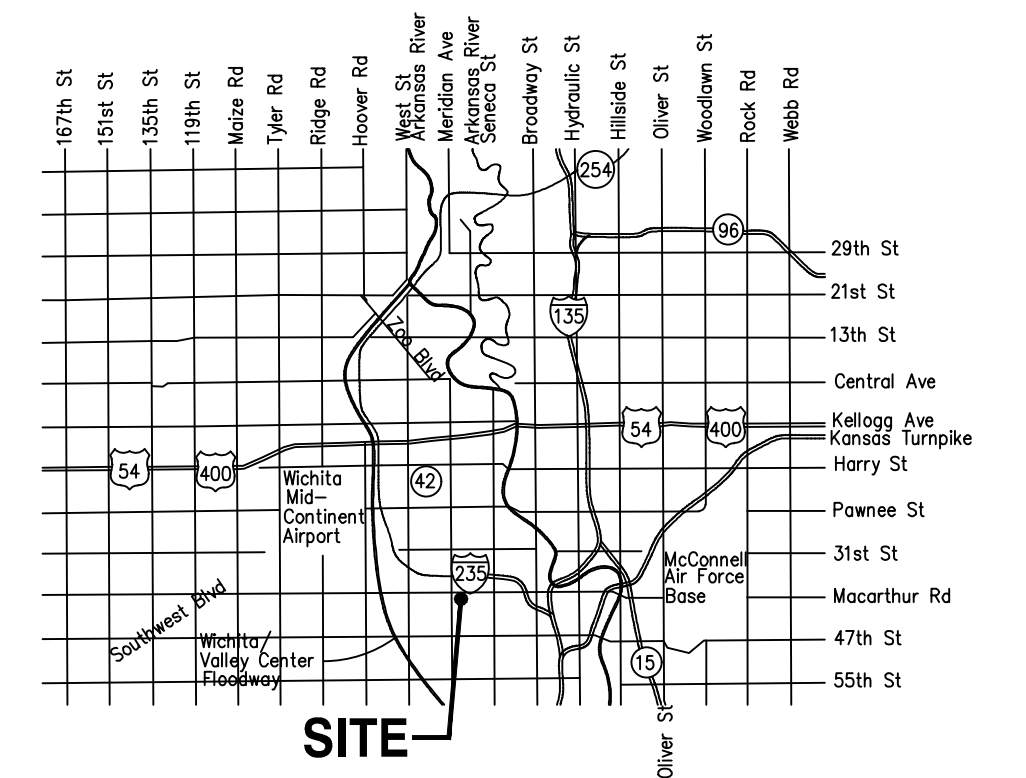 167th St
151st St
135th St
119th St
Maize Rd
Tyler Rd
Ridge Rd
Hoover Rd
West St
Arkansas River
Meridian Ave
Arkansas River
Seneca St
Broadway St
Hydraulic St
Hillside St
Oliver St
Woodlawn St
Rock Rd
Webb Rd
254
96
29th St
21st St
135
13th St
Zoo Blvd
Central Ave
54
400
Kellogg Ave
Kansas Turnpike
54
400
Harry St
Wichita
Mid-
Continent
Airport
42
Pawnee St
31st St
235
McConnell
Air Force
Base
Macarthur Rd
Southwest Blvd
Wichita/
Valley Center
Floodway
47th St
15
55th St
SITE
Oliver St